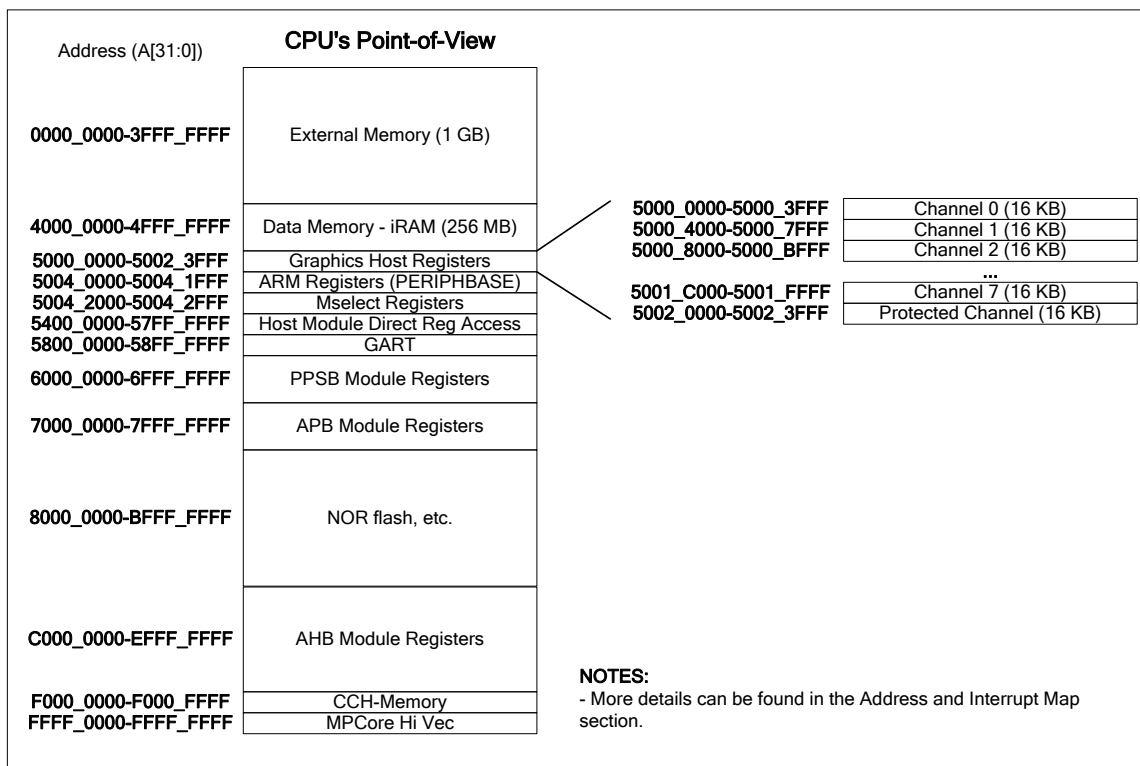 Address (A[31:0])
CPU's Point-of-View
0000_0000-3FFF_FFFF
External Memory (1 GB)
4000_0000-4FFF_FFFF
Data Memory - iRAM (256 MB)
5000_0000-5002_3FFF
Graphics Host Registers
5004_0000-5004_1FFF
ARM Registers (PERIPHBASE)
5004_2000-5004_2FFF
Mselect Registers
5400_0000-57FF_FFFF
Host Module Direct Reg Access
5800_0000-58FF_FFFF
GART
6000_0000-6FFF_FFFF
PPSB Module Registers
7000_0000-7FFF_FFFF
APB Module Registers
8000_0000-BFFF_FFFF
NOR flash, etc.
C000_0000-EFFF_FFFF
AHB Module Registers
F000_0000-F000_FFFF
CCH-Memory
FFFF_0000-FFFF_FFFF
MPCore Hi Vec
5000_0000-5000_3FFF
Channel 0 (16 KB)
5000_4000-5000_7FFF
Channel 1 (16 KB)
5000_8000-5000_BFFF
Channel 2 (16 KB)
...
5001_C000-5001_FFFF
Channel 7 (16 KB)
5002_0000-5002_3FFF
Protected Channel (16 KB)
NOTES:
- More details can be found in the Address and Interrupt Map
section.